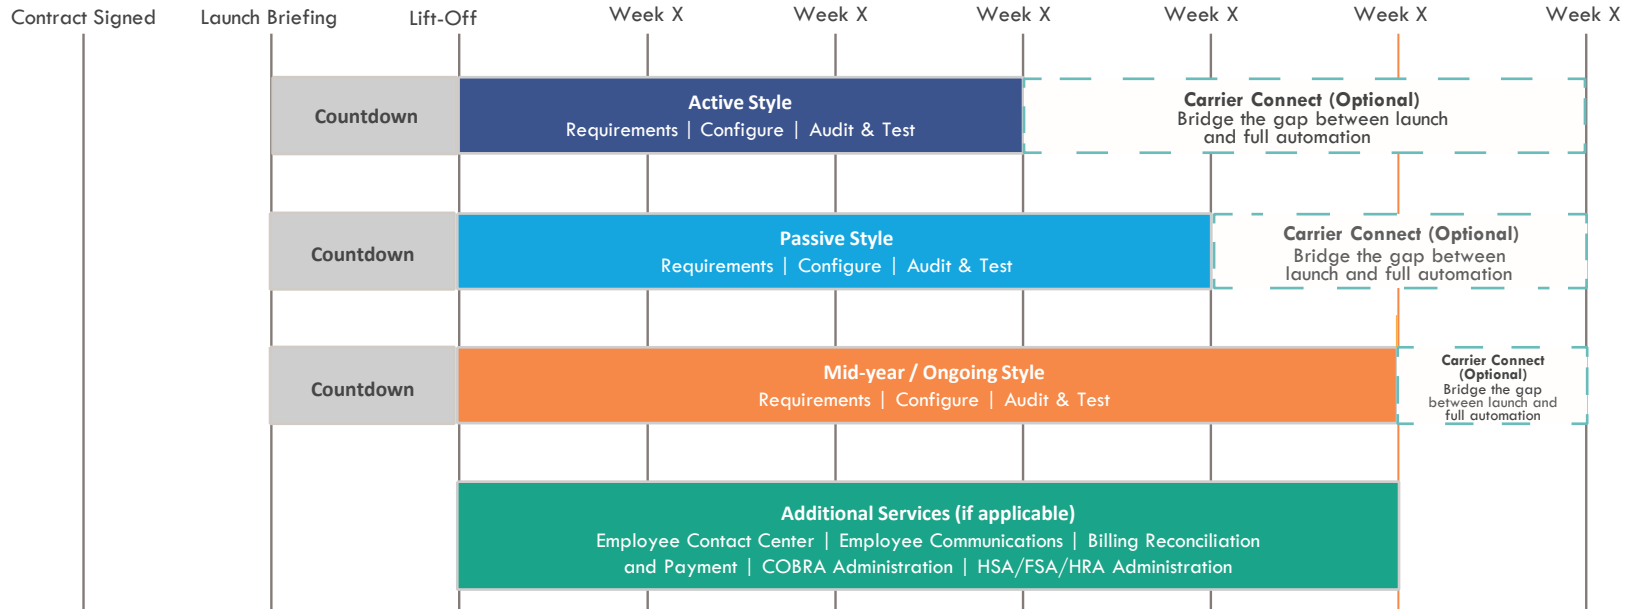 Contract Signed
Launch Briefing
Lift-Off
Week X
Week X
Week X
Week X
Week X
Week X
Countdown
Active Style
Requirements | Configure | Audit & Test
Carrier Connect (Optional)
Bridge the gap between launch
and full automation
Countdown
Passive Style
Requirements | Configure | Audit & Test
Carrier Connect (Optional)
Bridge the gap between
launch and full automation
Countdown
Mid-year / Ongoing Style
Requirements | Configure | Audit & Test
Carrier Connect
(Optional)
Bridge the gap
between launch and
full automation
Additional Services (if applicable)
Employee Contact Center | Employee Communications | Billing Reconciliation
and Payment | COBRA Administration | HSA/FSA/HRA Administration